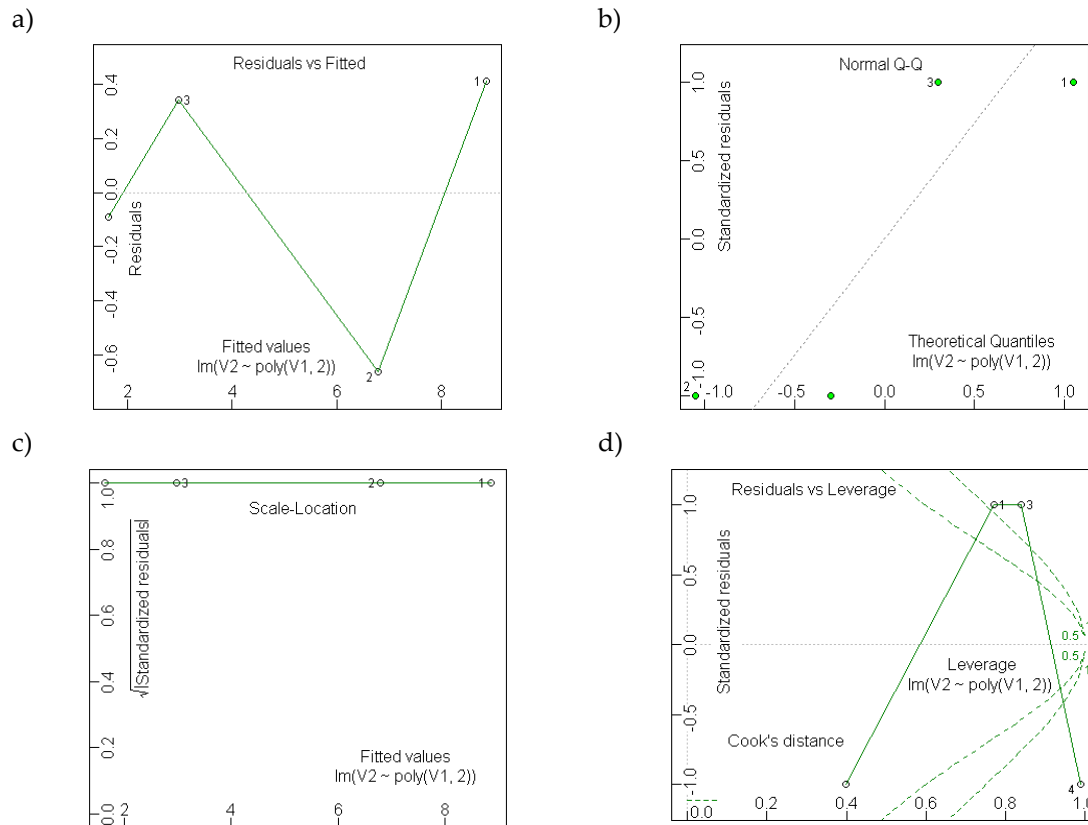 a)
Residuals vs Fitted
0.4
0.2
0.0
-0.2
-0.4
-0.6
Residuals
1
3
2
Fitted values
lm(V2 ~ poly(V1, 2))
2 4 6 8
b)
Normal Q-Q
1.0
0.5
0.0
-0.5
-1.0
Standardized residuals
3
1
2
Theoretical Quantiles
lm(V2 ~ poly(V1, 2))
-1.0 -0.5 0.0 0.5 1.0
c)
1.0
0.8
0.6
0.4
0.2
0.0
3 2 1
Scale-Location
√|Standardized residuals|
Fitted values
lm(V2 ~ poly(V1, 2))
2 4 6 8
d)
Residuals vs Leverage
1.0
0.5
0.0
-0.5
-1.0
Standardized residuals
1 3
0.5
0.5
Leverage
lm(V2 ~ poly(V1, 2))
Cook's distance
4
0.0 0.2 0.4 0.6 0.8 1.0